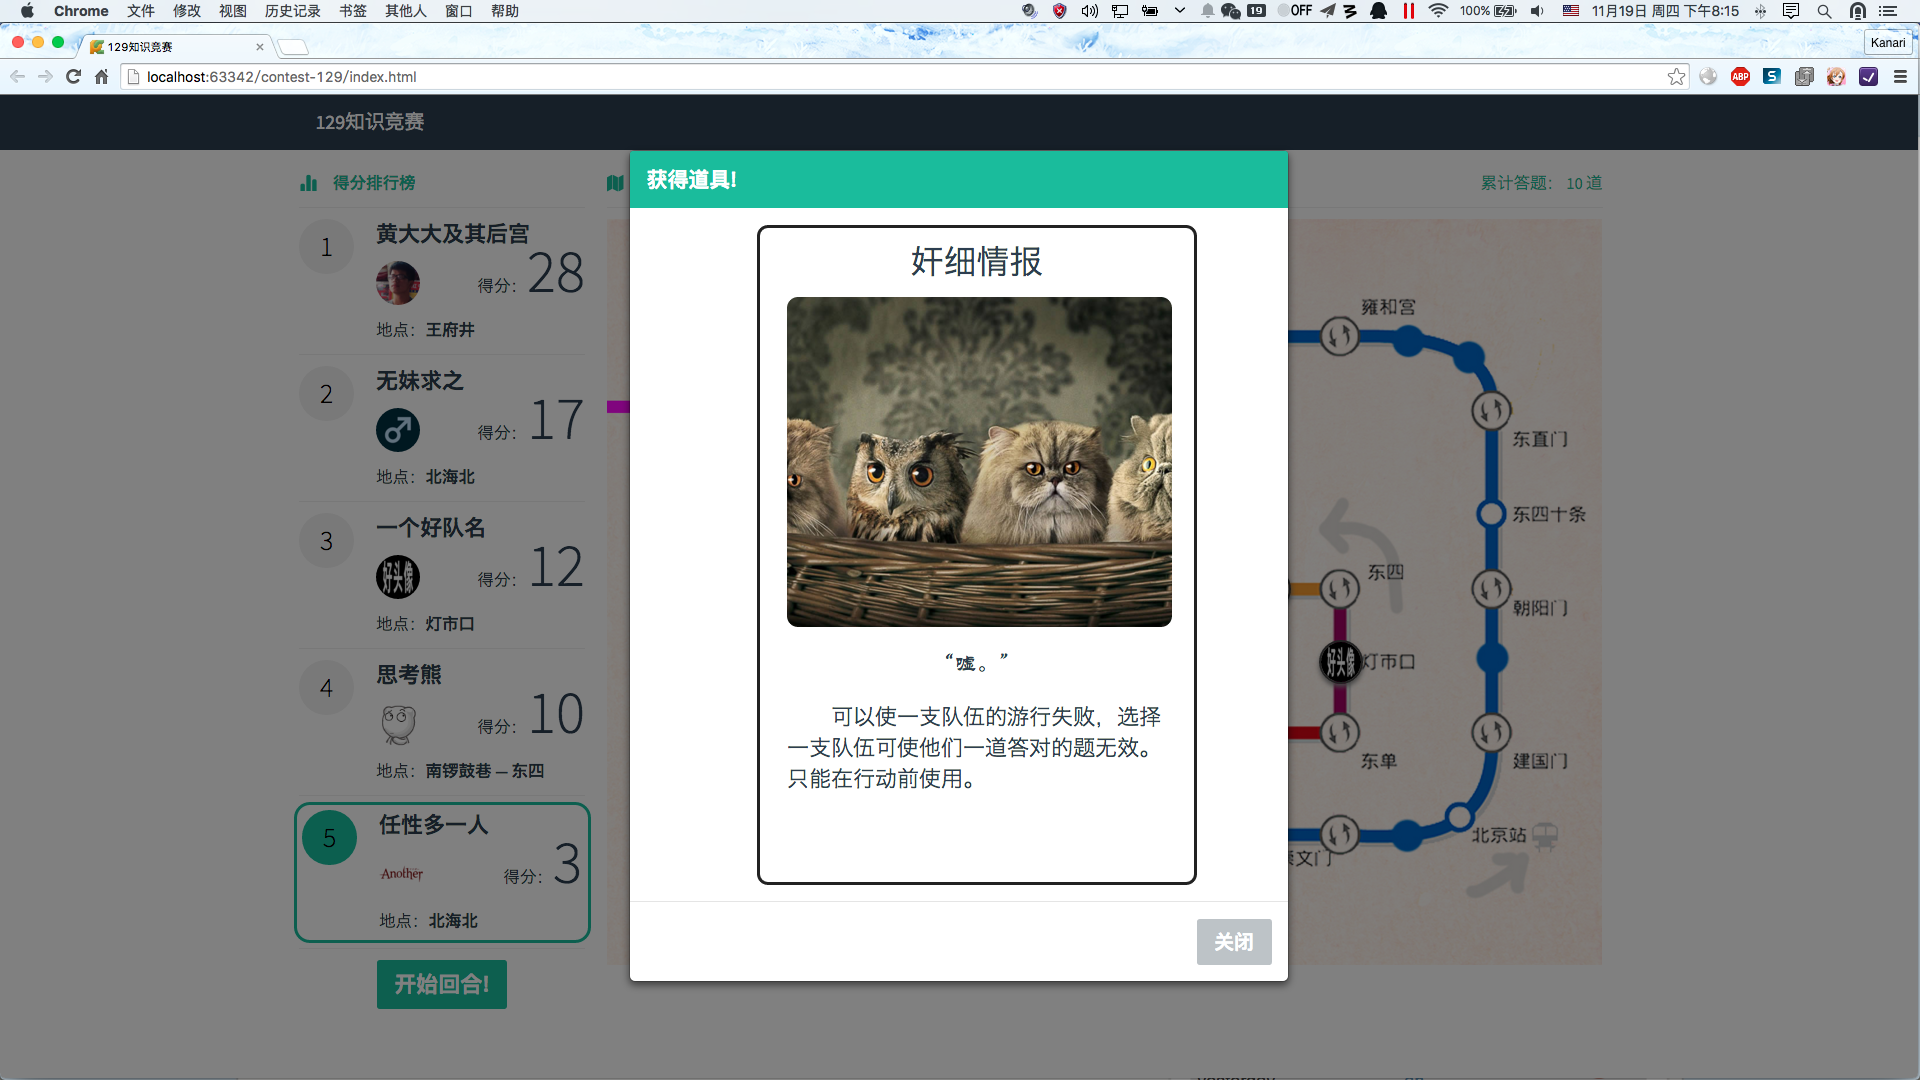 Chrome 文件 修改 视图 历史记录 书签 其他人 窗口 帮助
19 OFF 100% 11月19日 周四 下午8:15
129知识竞赛
Kanari
localhost:63342/contest-129/index.html
ABP S
129知识竞赛
得分排行榜
累计答题： 10 道
获得道具!
1
黄大大及其后宫
得分： 28
地点： 王府井
2
无妹求之
得分： 17
地点： 北海北
3
一个好队名
好头像
得分： 12
地点： 灯市口
4
思考熊
得分： 10
地点： 南锣鼓巷 — 东四
5
任性多一人
Another
得分： 3
地点： 北海北
开始回合!
奸细情报
“嘘。”
可以使一支队伍的游行失败，选择
一支队伍可使他们一道答对的题无效。
只能在行动前使用。
关闭
雍和宫
东直门
东四十条
东四
朝阳门
好头像
灯市口
东单
建国门
北京站
文门